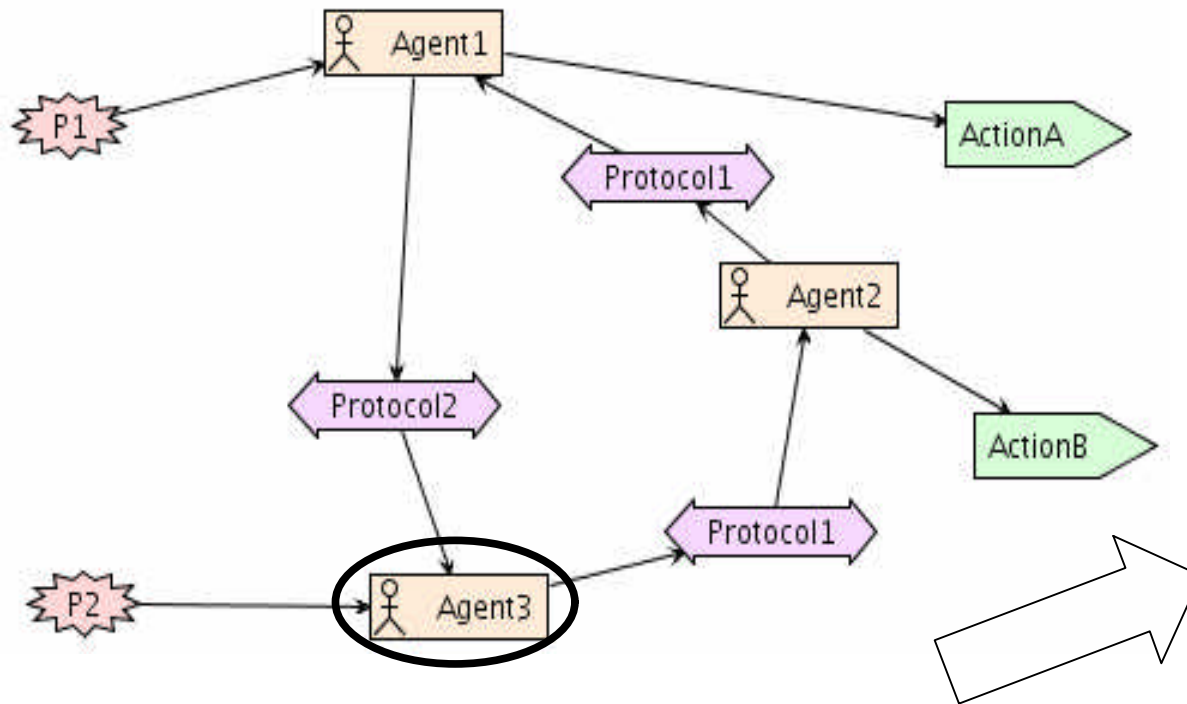 Agent1
P1
ActionA
Protocol1
Agent2
Protocol2
ActionB
Protocol1
P2
Agent3